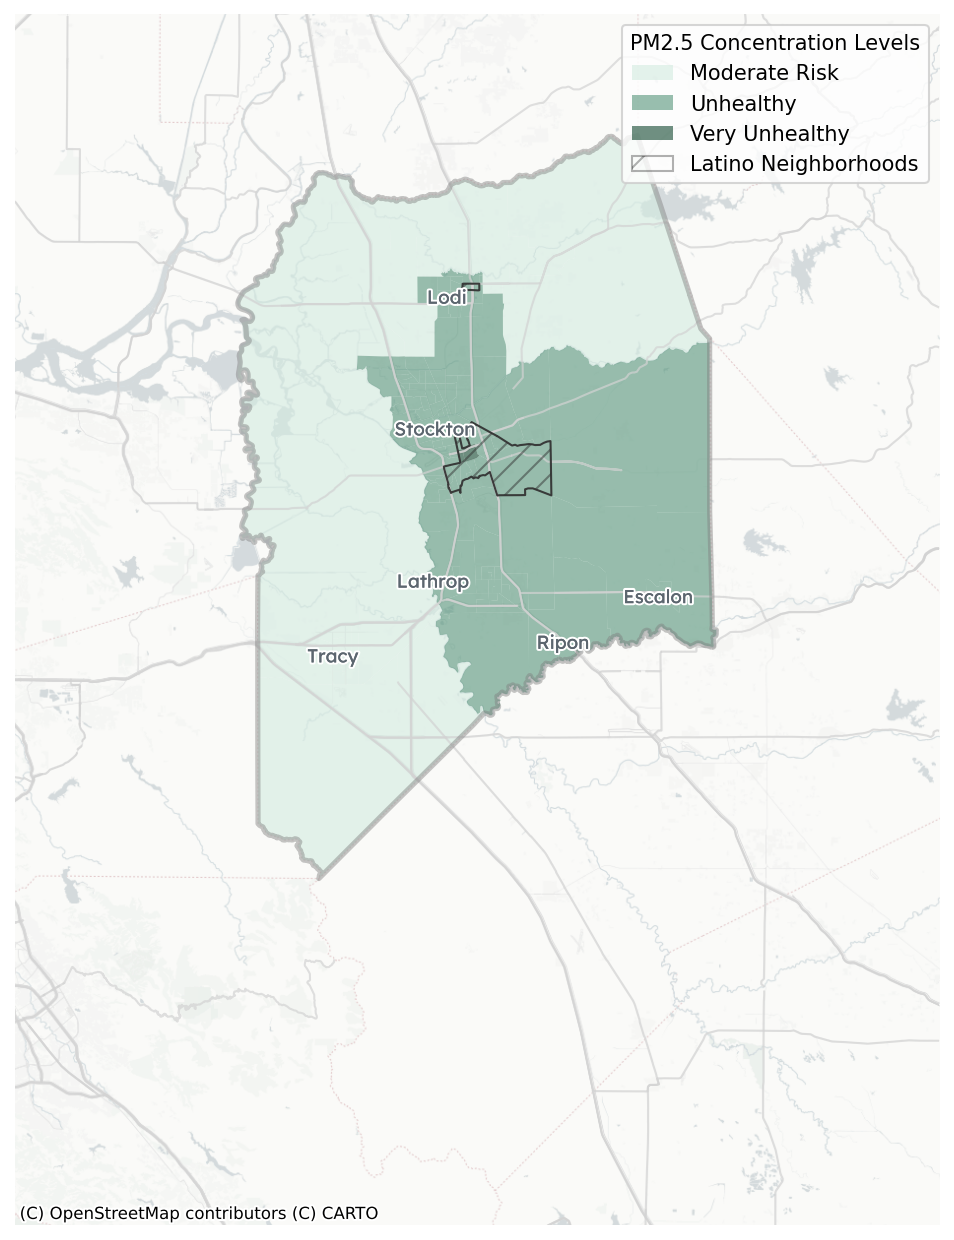 PM2.5 Concentration Levels
Moderate Risk
Unhealthy
Very Unhealthy
Latino Neighborhoods
Lodi
Stockton
Lathrop
Escalon
Ripon
Tracy
(C) OpenStreetMap contributors (C) CARTO